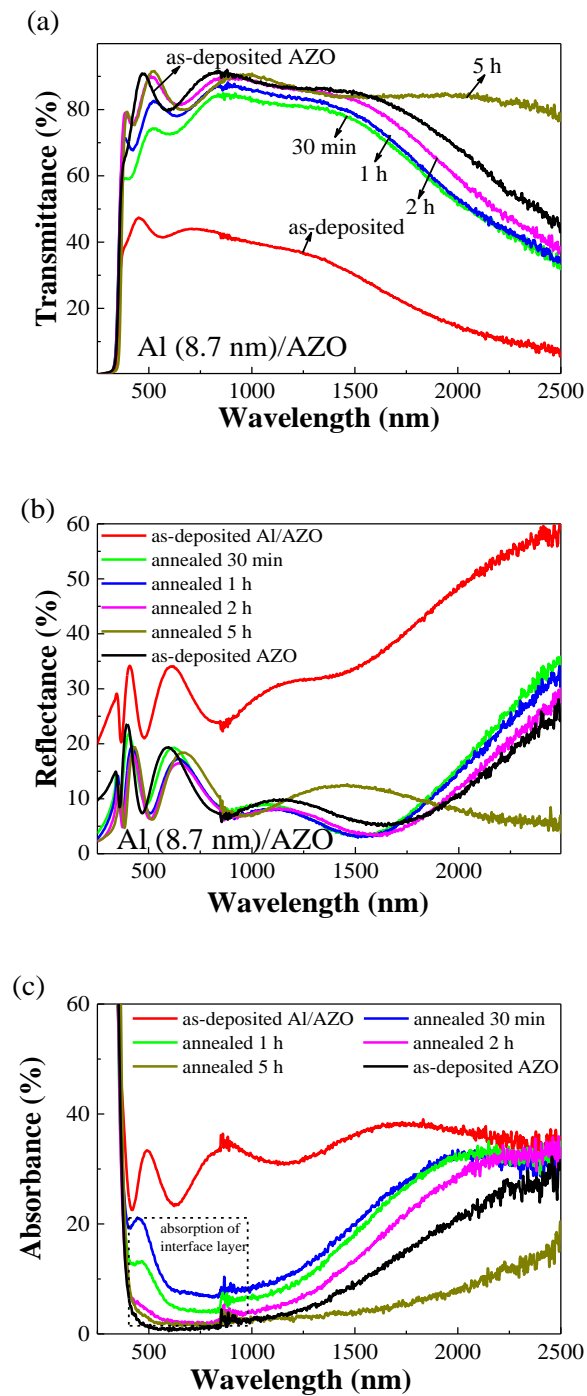 (a)
as-deposited AZO
5 h
30 min
1 h
2 h
as-deposited
Al (8.7 nm)/AZO
Transmittance (%)
80
60
40
20
500 1000 1500 2000 2500
Wavelength (nm)
(b)
as-deposited Al/AZO
annealed 30 min
annealed 1 h
annealed 2 h
annealed 5 h
as-deposited AZO
Al (8.7 nm)/AZO
Reflectance (%)
60
50
40
30
20
10
0
500 1000 1500 2000
Wavelength (nm)
(c)
as-deposited Al/AZO annealed 30 min
annealed 1 h annealed 2 h
annealed 5 h as-deposited AZO
absorption of
interface layer
Absorbance (%)
60
40
20
0
500 1000 1500 2000 2500
Wavelength (nm)